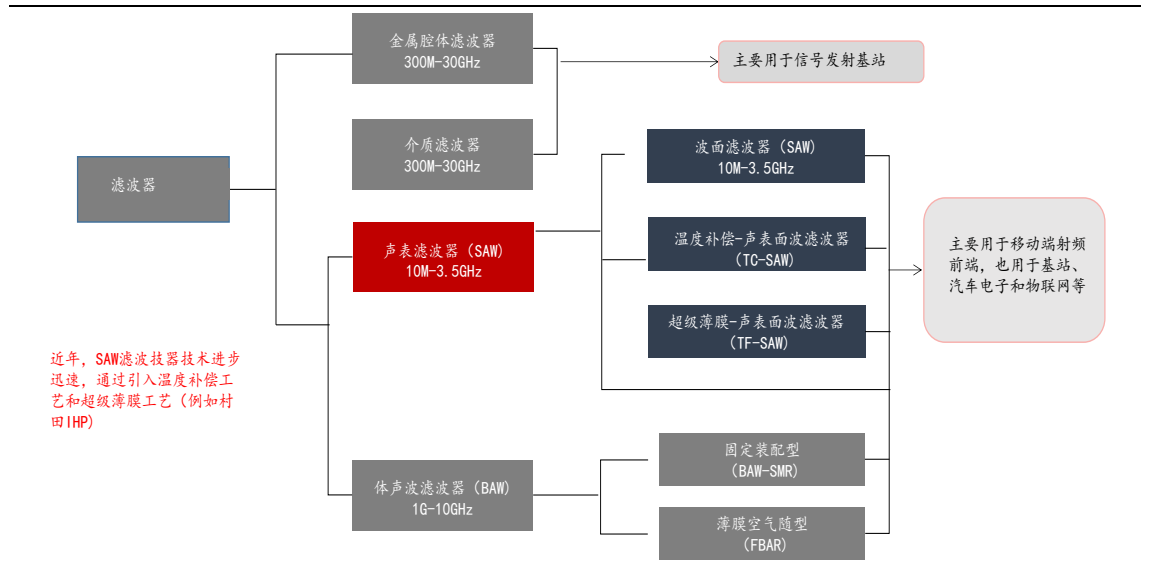 金属腔体滤波器
300M-30GHz
主要用于信号发射基站
介质滤波器
300M-30GHz
滤波器
波面滤波器(SAW)
10M-3.5GHz
声表滤波器(SAW)
10M-3.5GHz
温度补偿-声表面波滤波器
(TC-SAW)
主要用于移动端射频
前端,也用于基站、
汽车电子和物联网等
超级薄膜-声表面波滤波器
(TF-SAW)
近年,SAW滤波技器技术进步
迅速,通过引入温度补偿工
艺和超级薄膜工艺(例如村
田IHP)
固定装配型
(BAW-SMR)
体声波滤波器(BAW)
1G-10GHz
薄膜空气随型
(FBAR)